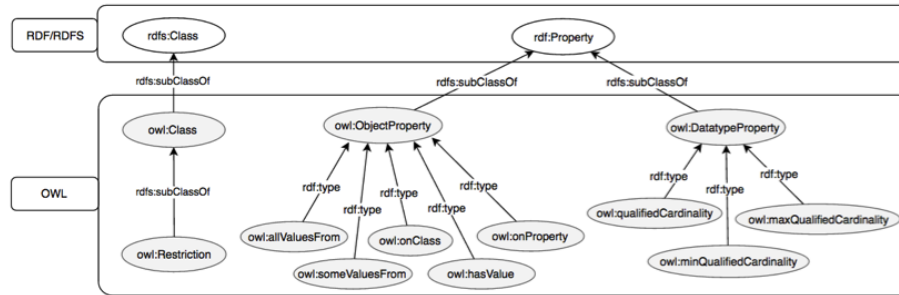 RDF/RDFS
rdfs:Class
rdf:Property
rdfs:subClassOf
rdfs:subClassOf
rdfs:subClassOf
owl:Class
owl:ObjectProperty
owl:DatatypeProperty
OWL
rdfs:subClassOf
rdf:type
rdf:type
rdf:type
rdf:type
rdf:type
rdf:type
rdf:type
rdf:type
owl:allValuesFrom
owl:onClass
owl:onProperty
owl:qualifiedCardinality
owl:maxQualifiedCardinality
owl:Restriction
owl:someValuesFrom
owl:hasValue
owl:minQualifiedCardinality